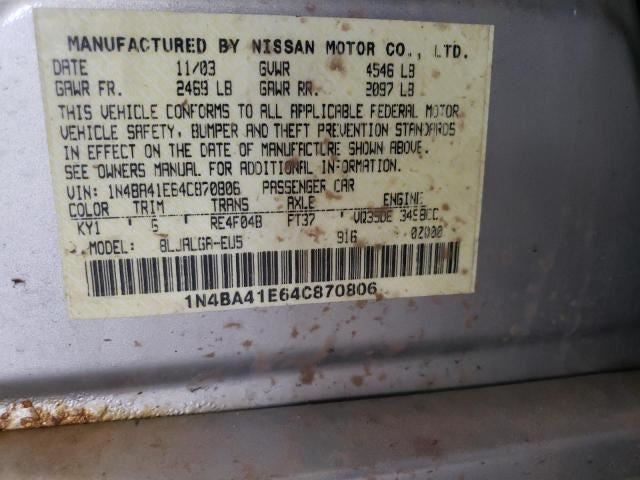 MANUFACTURED BY NISSAN MOTOR CO., LTD.
DATE 11/03 GVWR 4546 LB
GAWR FR. 2469 LB GAWR RR. 2097 LB
THIS VEHICLE CONFORMS TO ALL APPLICABLE FEDERAL MOTOR
VEHICLE SAFETY, BUMPER AND THEFT PREVENTION STANDARDS
IN EFFECT ON THE DATE OF MANUFACTURE SHOWN ABOVE.
SEE OWNERS MANUAL FOR ADDITIONAL INFORMATION.
VIN: 1N4BA41E64C870806 PASSENGER CAR
COLOR TRIM TRANS AXLE ENGINE
KY1 G RE4F04B FT37 VQ35DE 3498CC
MODEL: BLJALGA-EU5 916 02000
1N4BA41E64C870806